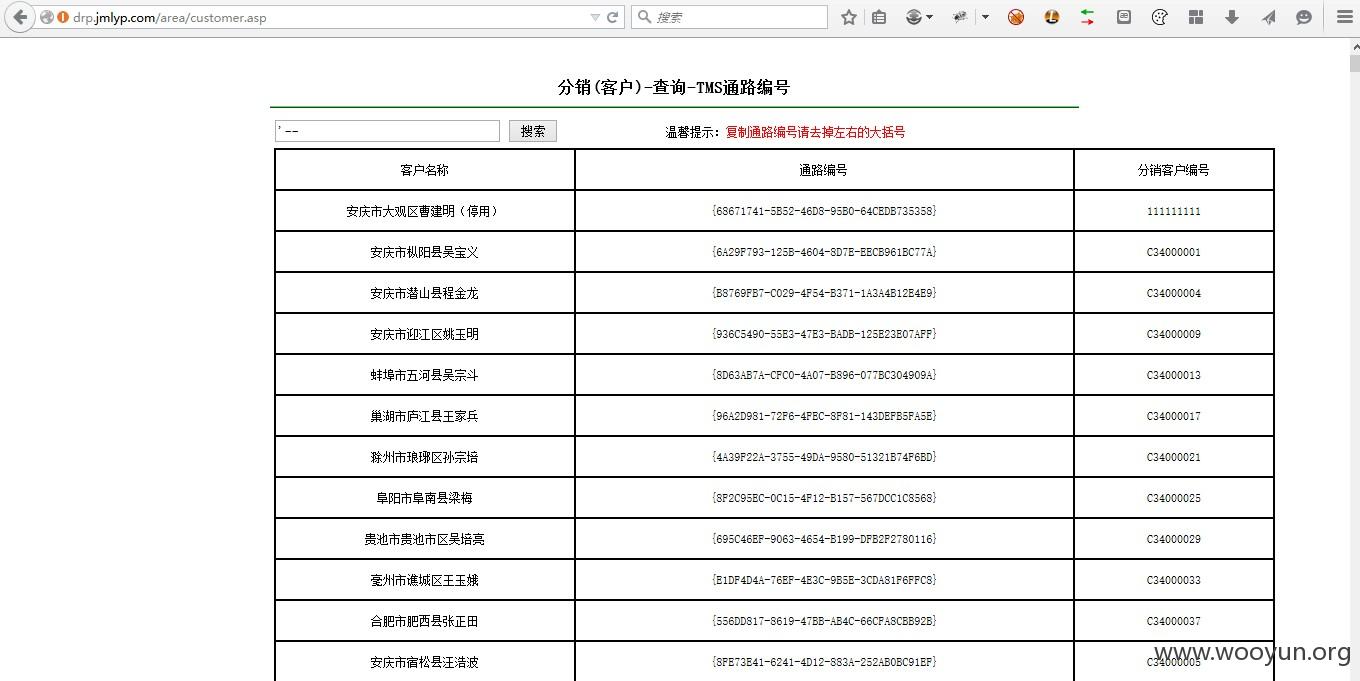 drp.jmlyp.com/area/customer.asp
搜索
分销(客户)-查询-TMS通路编号
' -- 搜索 温馨提示：复制通路编号请去掉左右的大括号
客户名称 通路编号 分销客户编号
安庆市大观区曹建明（停用） {68671741-5B52-46D8-95B0-64CEDB735358} 111111111
安庆市枞阳县吴宝义 {6A29F793-125B-4604-8D7E-EECB961BC77A} C34000001
安庆市潜山县程金龙 {B8769FB7-C029-4F54-B371-1A3A4B12E4E9} C34000004
安庆市迎江区姚玉明 {936C5490-55E3-47E3-BADB-125E23E07AFF} C34000009
蚌埠市五河县吴宗斗 {8D63AB7A-CFC0-4A07-B896-077BC304909A} C34000013
巢湖市庐江县王家兵 {96A2D981-72F6-4FEC-8F81-143DEFB5FA5E} C34000017
滁州市琅琊区孙宗培 {4A39F22A-3755-49DA-9580-51321B74F6BD} C34000021
阜阳市阜南县梁梅 {8F2C95EC-0C15-4F12-B157-567DCC1C8568} C34000025
贵池市贵池市区吴培亮 {695C46EF-9063-4654-B199-DFB2F2780116} C34000029
亳州市谯城区王玉娥 {E1DF4D4A-76EF-4E3C-9B5E-3CDA81F6FFC8} C34000033
合肥市肥西县张正田 {556DD817-8619-47BB-AB4C-66CFA8CBB92B} C34000037
安庆市宿松县汪浩波 {8FE73E41-6241-4D12-883A-252AB0BC91EF} C34000005
www.wooyun.org